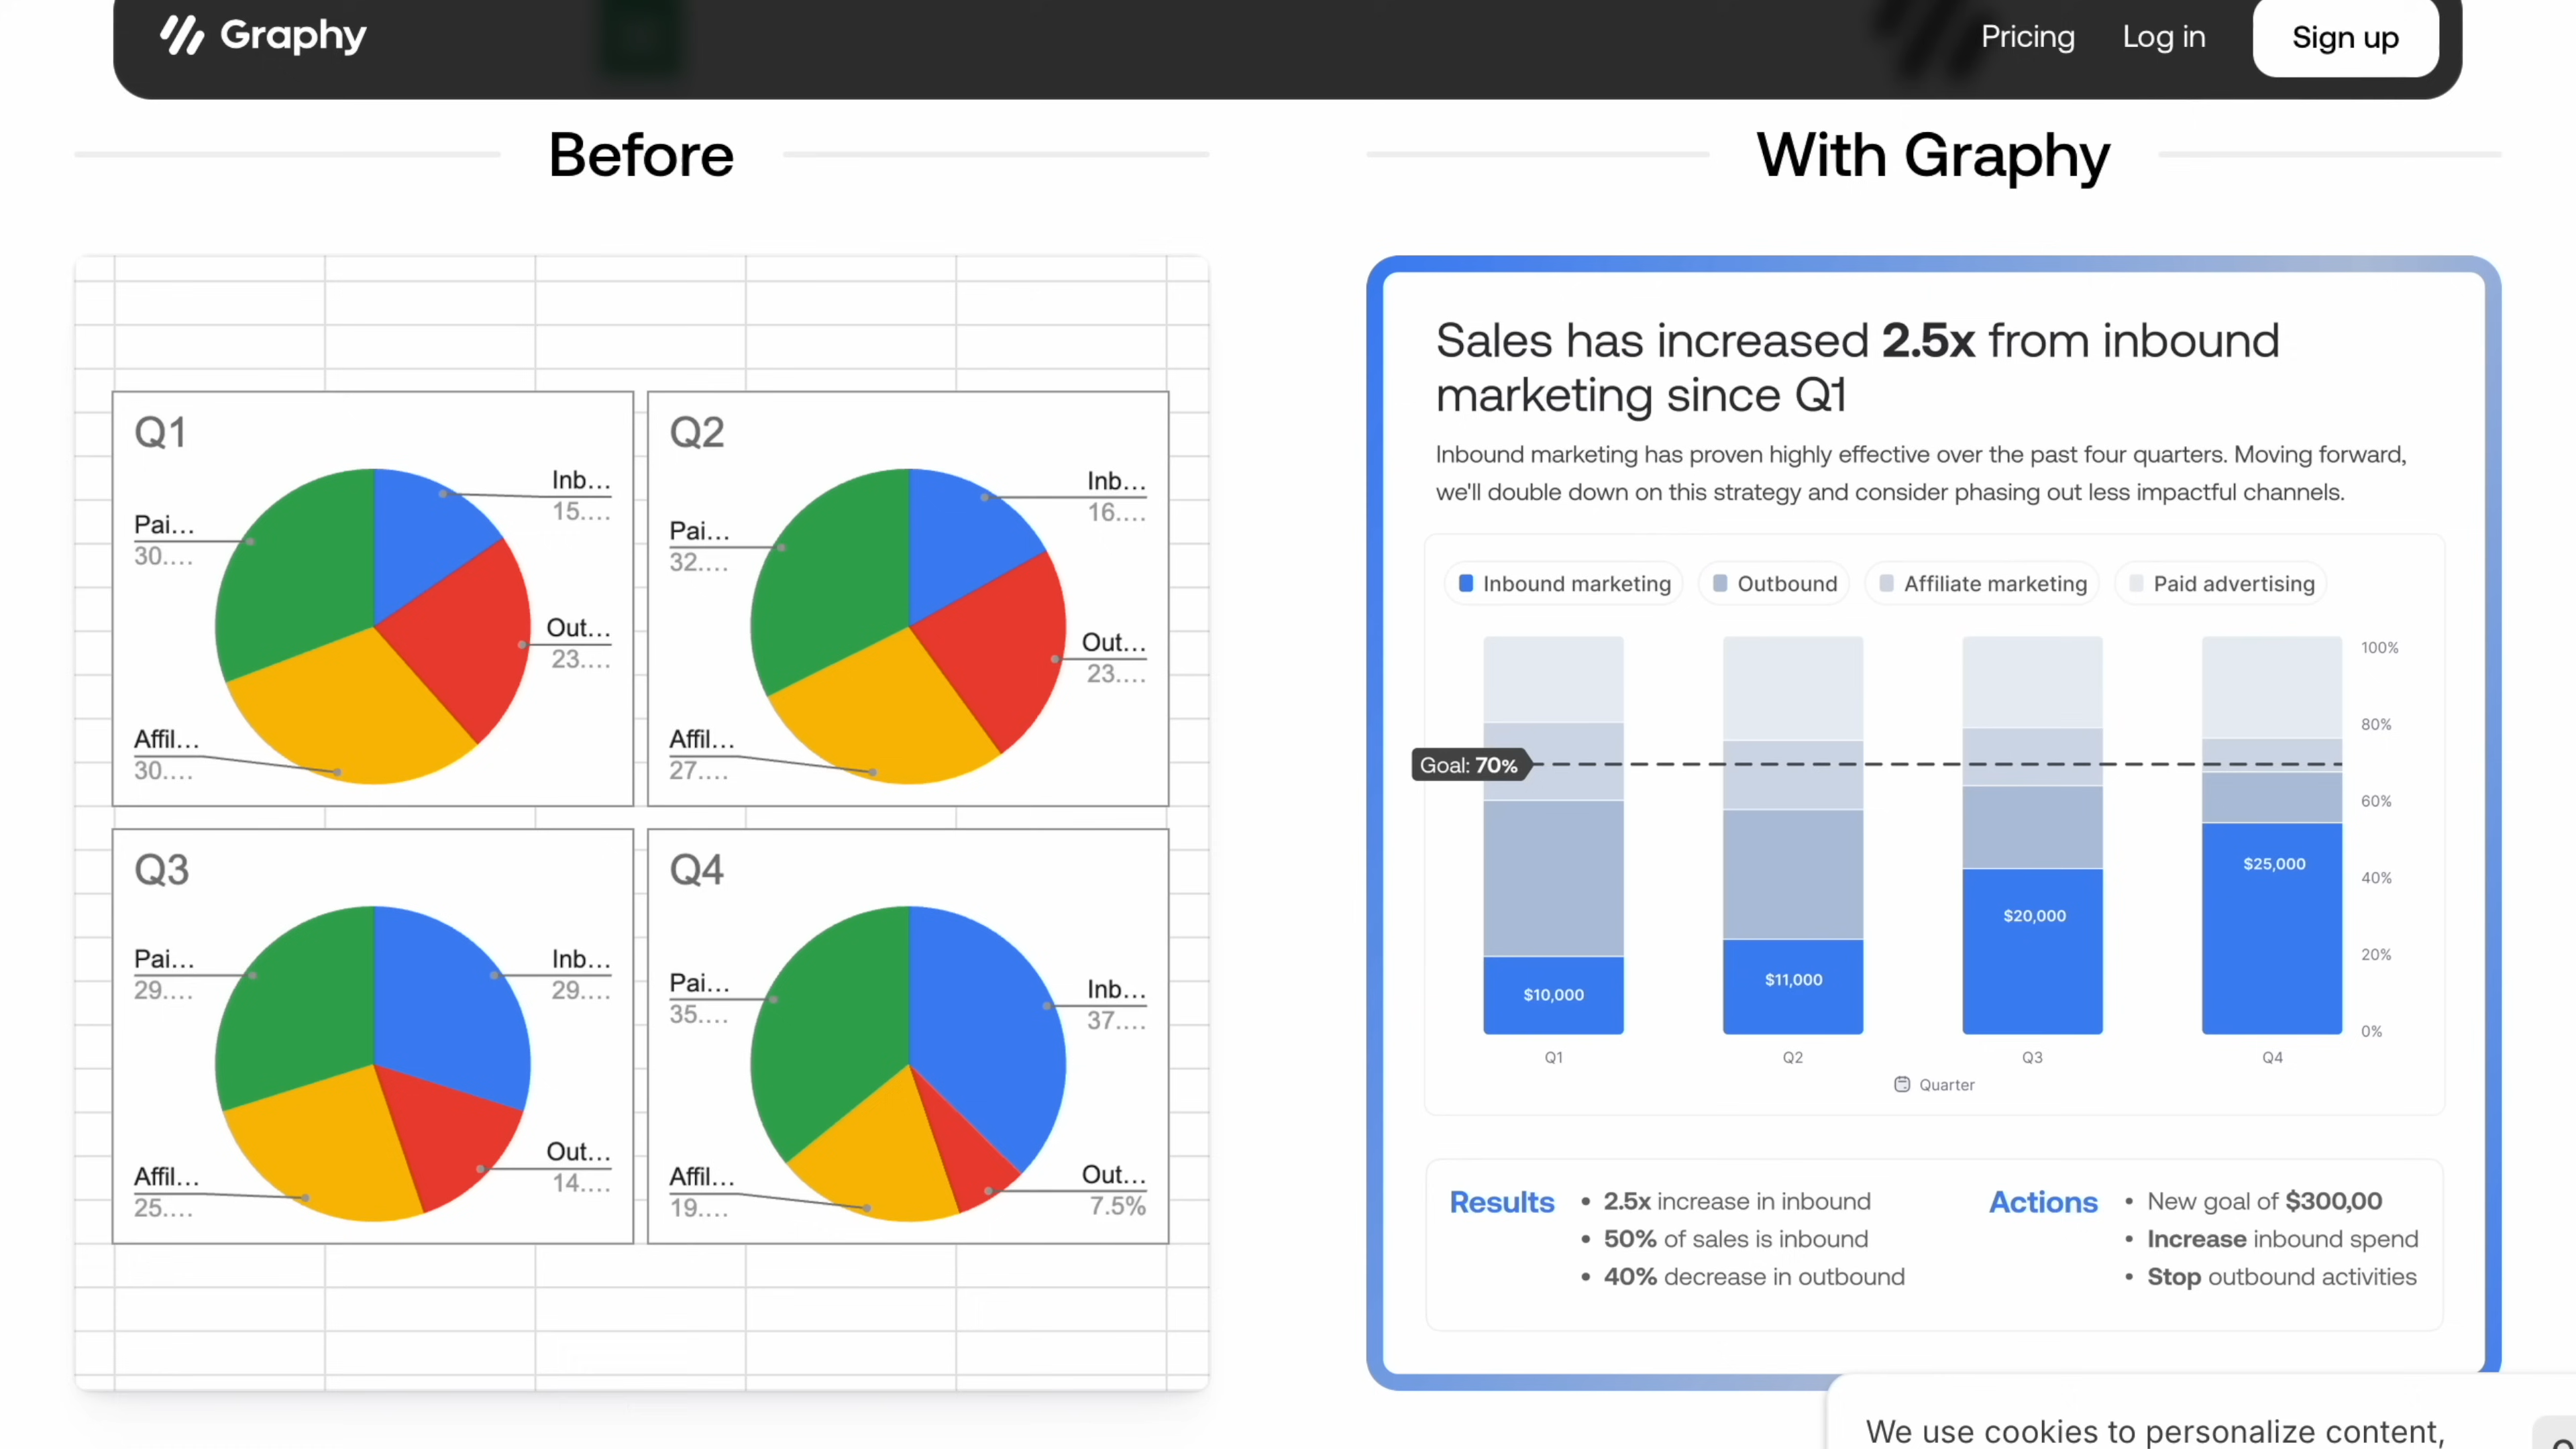 Graphy
Pricing
Log in
Sign up
Before
Q1
Inb...
15....
Pai...
30....
Out...
23....
Affil...
30....
Q2
Inb...
16....
Pai...
32....
Out...
23....
Affil...
27....
Q3
Pai...
29....
Inb...
29....
Out...
14....
Affil...
25....
Q4
Pai...
35....
Inb...
37....
Out...
7.5%
Affil...
19....
With Graphy
Sales has increased 2.5x from inbound
marketing since Q1
Inbound marketing has proven highly effective over the past four quarters. Moving forward,
we'll double down on this strategy and consider phasing out less impactful channels.
Inbound marketing
Outbound
Affiliate marketing
Paid advertising
100%
80%
Goal: 70%
60%
40%
20%
0%
$10,000
$11,000
$20,000
$25,000
Q1
Q2
Q3
Q4
Quarter
Results
• 2.5x increase in inbound
• 50% of sales is inbound
• 40% decrease in outbound
Actions
• New goal of $300,00
• Increase inbound spend
• Stop outbound activities
We use cookies to personalize content,